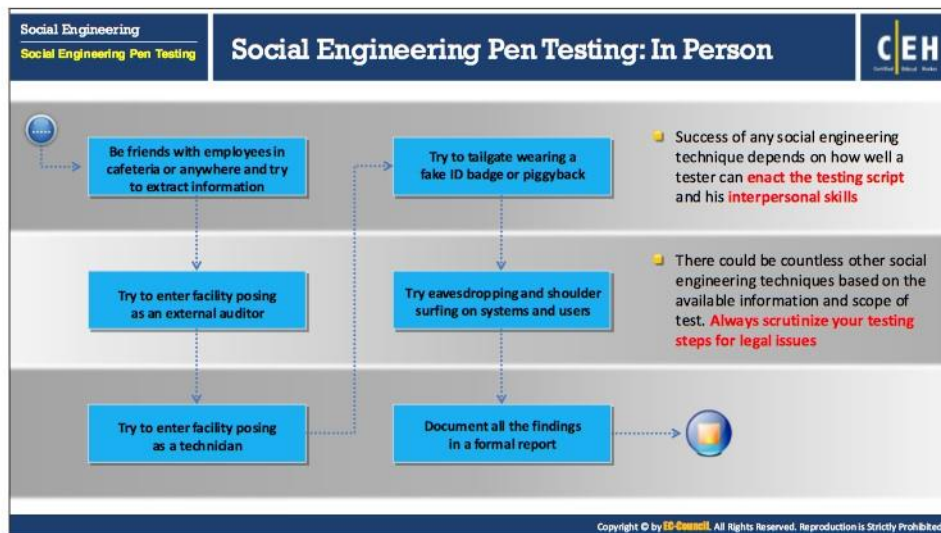 Social Engineering
Social Engineering Pen Testing
Social Engineering Pen Testing: In Person
C|EH
Certified Ethical Hacker
Be friends with employees in
cafeteria or anywhere and try
to extract information
Try to enter facility posing
as an external auditor
Try to enter facility posing
as a technician
Try to tailgate wearing a
fake ID badge or piggyback
Try eavesdropping and shoulder
surfing on systems and users
Document all the findings
in a formal report
Success of any social engineering
technique depends on how well a
tester can enact the testing script
and his interpersonal skills
There could be countless other social
engineering techniques based on the
available information and scope of
test. Always scrutinize your testing
steps for legal issues
Copyright © by EC-Council. All Rights Reserved. Reproduction is Strictly Prohibited.